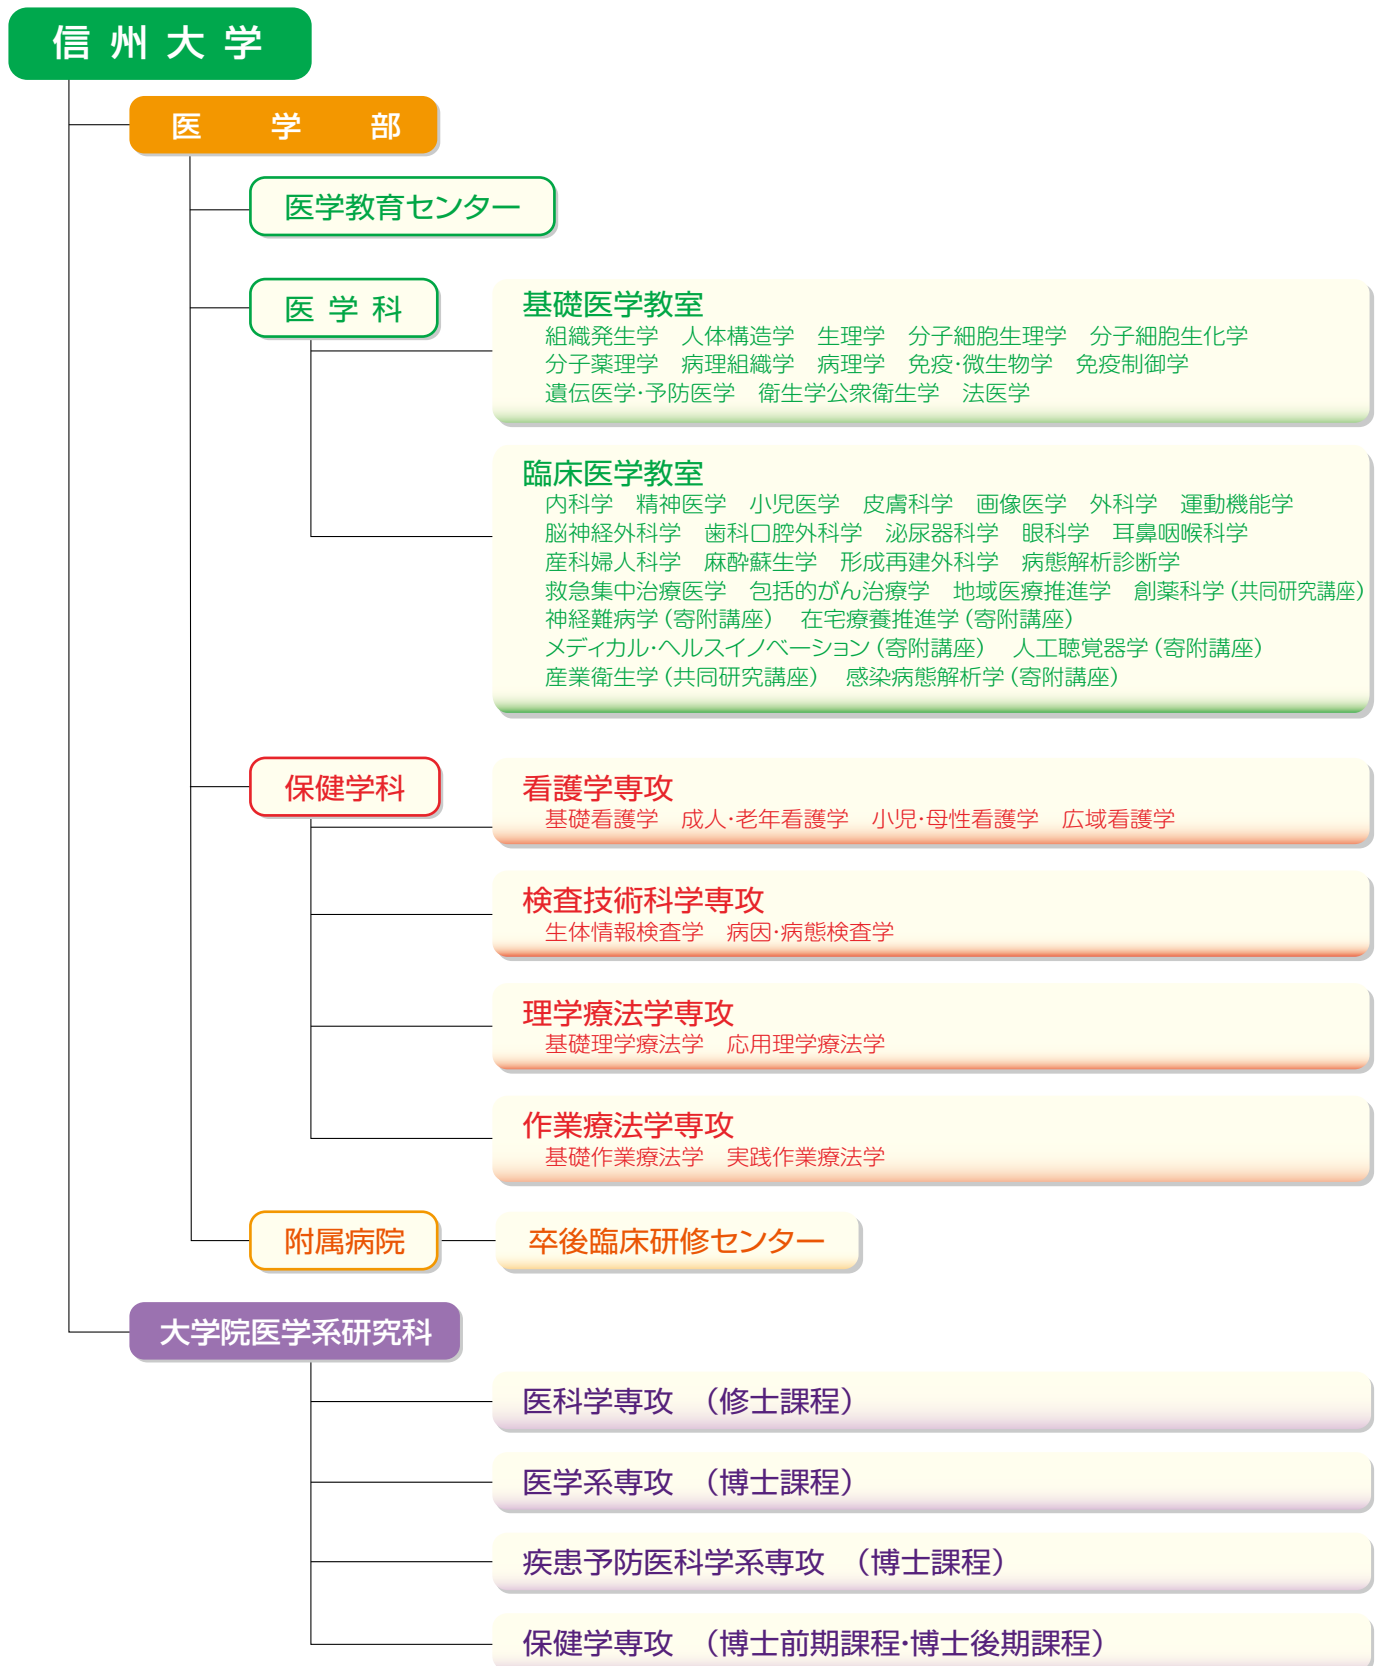 信州大学
医学部
医学教育センター
医学科
基礎医学教室
組織発生学　人体構造学　生理学　分子細胞生理学　分子細胞生化学
分子薬理学　病理組織学　病理学　免疫・微生物学　免疫制御学
遺伝医学・予防医学　衛生学公衆衛生学　法医学
臨床医学教室
内科学　精神医学　小児医学　皮膚科学　画像医学　外科学　運動機能学
脳神経外科学　歯科口腔外科学　泌尿器科学　眼科学　耳鼻咽喉科学
産科婦人科学　麻酔蘇生学　形成再建外科学　病態解析診断学
救急集中治療医学　包括的がん治療学　地域医療推進学　創薬科学（共同研究講座）
神経難病学（寄附講座）　在宅療養推進学（寄附講座）
メディカル・ヘルスイノベーション（寄附講座）　人工聴覚器学（寄附講座）
産業衛生学（共同研究講座）　感染病態解析学（寄附講座）
保健学科
看護学専攻
基礎看護学　成人・老年看護学　小児・母性看護学　広域看護学
検査技術科学専攻
生体情報検査学　病因・病態検査学
理学療法学専攻
基礎理学療法学　応用理学療法学
作業療法学専攻
基礎作業療法学　実践作業療法学
附属病院
卒後臨床研修センター
大学院医学系研究科
医科学専攻　（修士課程）
医学系専攻　（博士課程）
疾患予防医科学系専攻　（博士課程）
保健学専攻　（博士前期課程・博士後期課程）